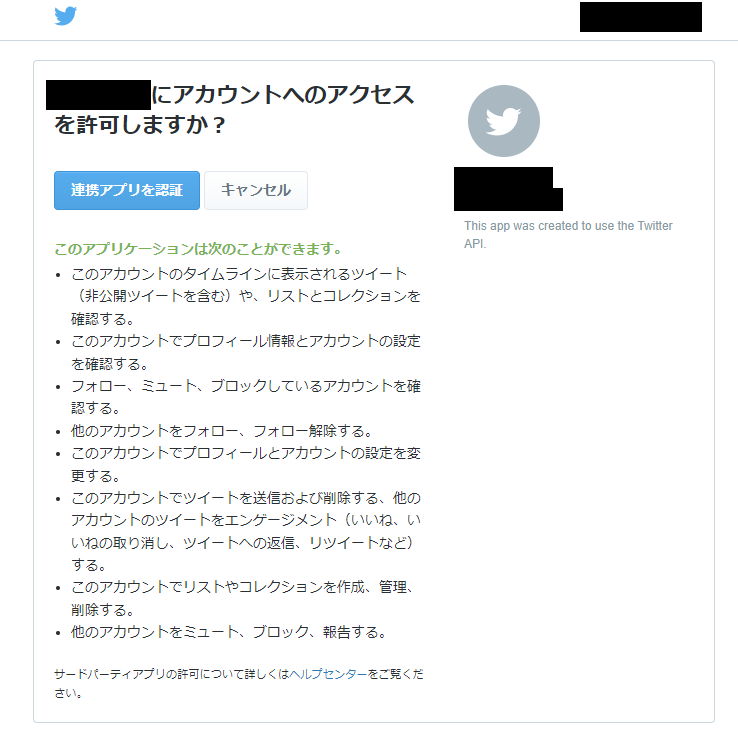 にアカウントへのアクセス
を許可しますか？
連携アプリを認証
キャンセル
このアプリケーションは次のことができます。
• このアカウントのタイムラインに表示されるツイート
（非公開ツイートを含む）や、リストとコレクションを
確認する。
• このアカウントでプロフィール情報とアカウントの設定
を確認する。
• フォロー、ミュート、ブロックしているアカウントを確
認する。
• 他のアカウントをフォロー、フォロー解除する。
• このアカウントでプロフィールとアカウントの設定を変
更する。
• このアカウントでツイートを送信および削除する、他の
アカウントのツイートをエンゲージメント（いいね、い
いねの取り消し、ツイートへの返信、リツイートなど）
する。
• このアカウントでリストやコレクションを作成、管理、
削除する。
• 他のアカウントをミュート、ブロック、報告する。
サードパーティアプリの許可について詳しくはヘルプセンターをご覧くだ
さい。
This app was created to use the Twitter
API.